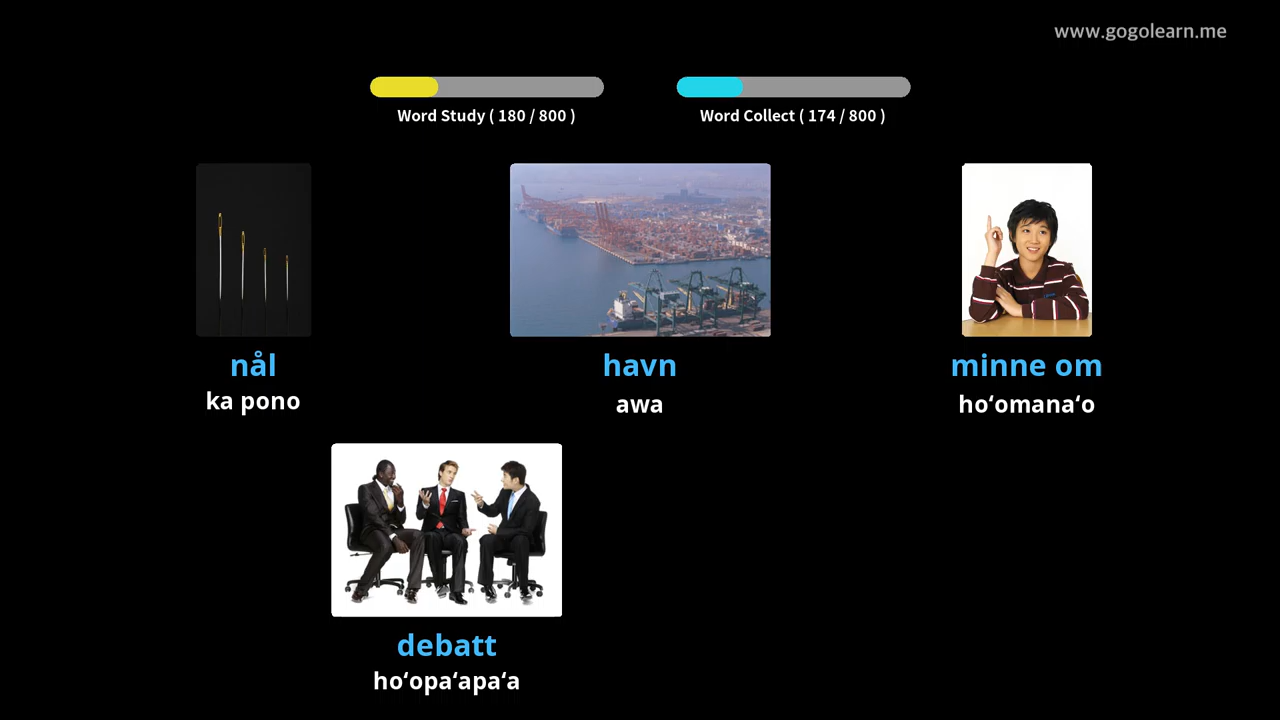 www.gogolearn.me
Word Study ( 180 / 800 )
Word Collect ( 174 / 800 )
nål
ka pono
havn
awa
minne om
hoʻomanaʻo
debatt
hoʻopaʻapaʻa